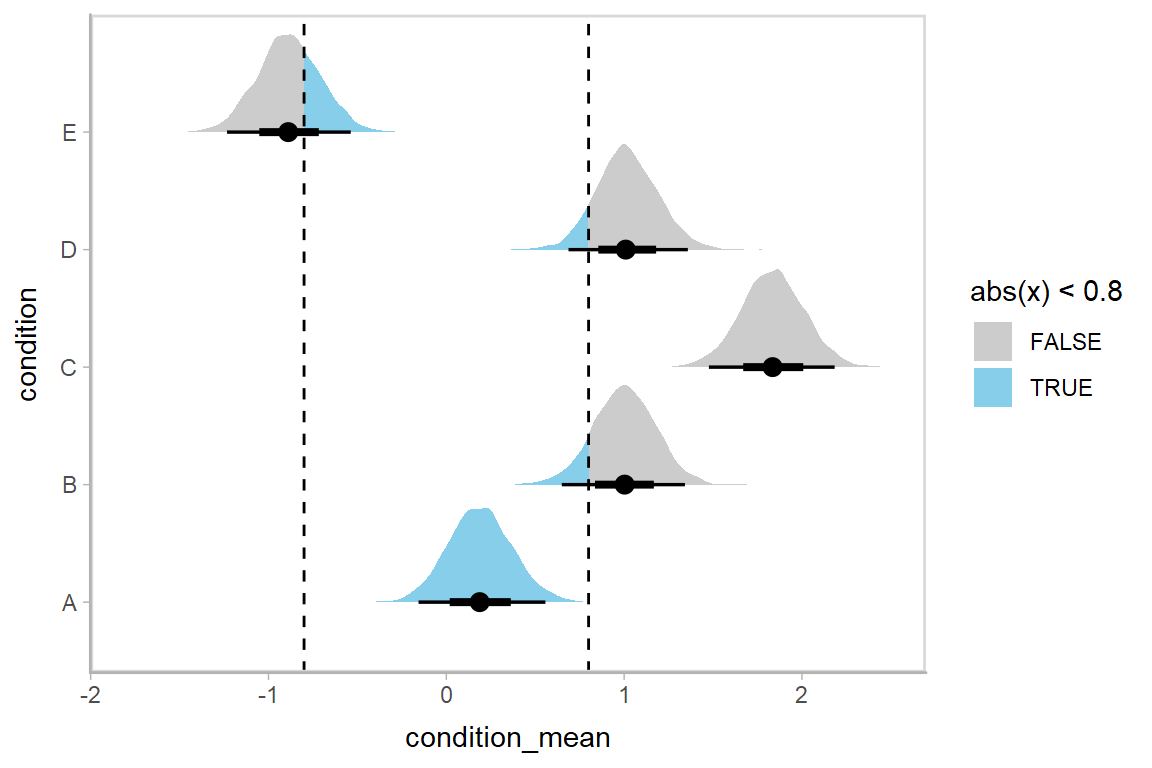 E
D
C
B
A
condition
-2 -1 0 1 2
condition_mean
abs(x) < 0.8
FALSE
TRUE